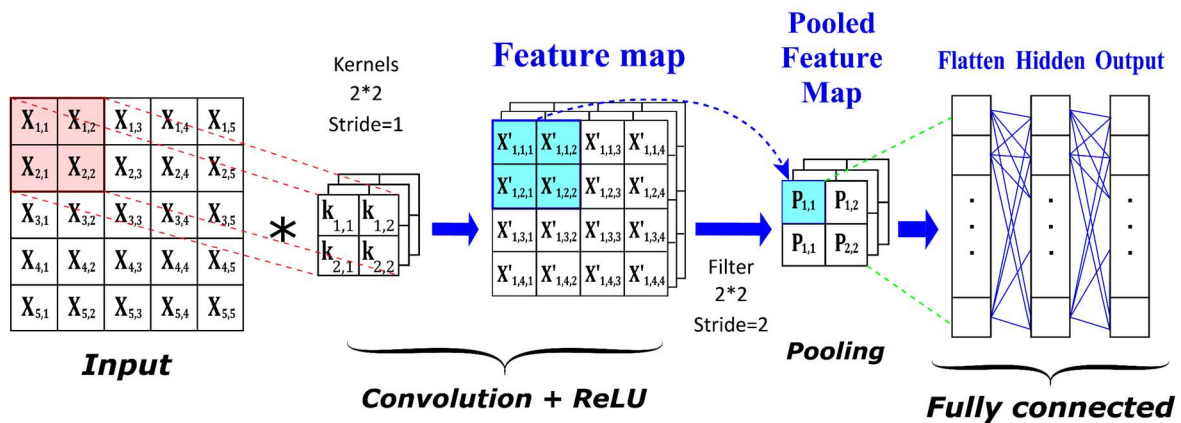 Kernels
2*2
Stride=1
Feature map
Pooled
Feature
Map
Flatten Hidden Output
X1,1 X1,2 X1,3 X1,4 X1,5
X2,1 X2,2 X2,3 X2,4 X2,5
X3,1 X3,2 X3,3 X3,4 X3,5
X4,1 X4,2 X4,3 X4,4 X4,5
X5,1 X5,2 X5,3 X5,4 X5,5
Input
*
k1,1 k1,2
k2,1 k2,2
X'1,1,1 X'1,1,2 X'1,1,3 X'1,1,4
X'1,2,1 X'1,2,2 X'1,2,3 X'1,2,4
X'1,3,1 X'1,3,2 X'1,3,3 X'1,3,4
X'1,4,1 X'1,4,2 X'1,4,3 X'1,4,4
Convolution + ReLU
Filter
2*2
Stride=2
P1,1 P1,2
P1,1 P2,2
Pooling
Fully connected